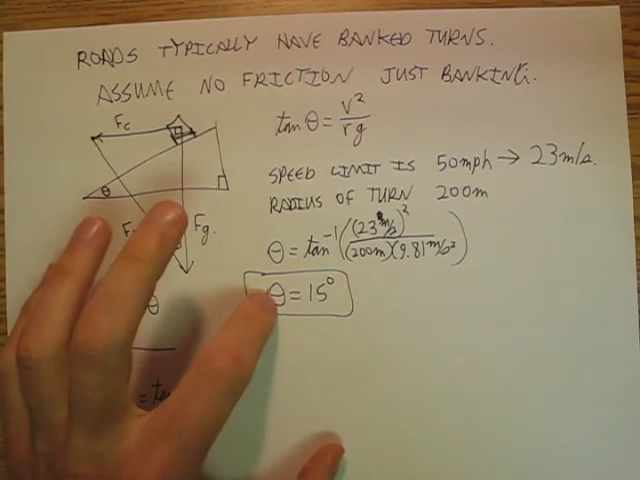 ROADS TYPICALLY HAVE BANKED TURNS.
ASSUME NO FRICTION JUST BANKING.
Fc
tan θ = v²/rg
SPEED LIMIT IS 50mph → 23m/s.
RADIUS OF TURN 200m
θ
Fg.
θ = tan⁻¹((23m/s)²/(200m)(9.81m/s²))
θ = 15°
θ